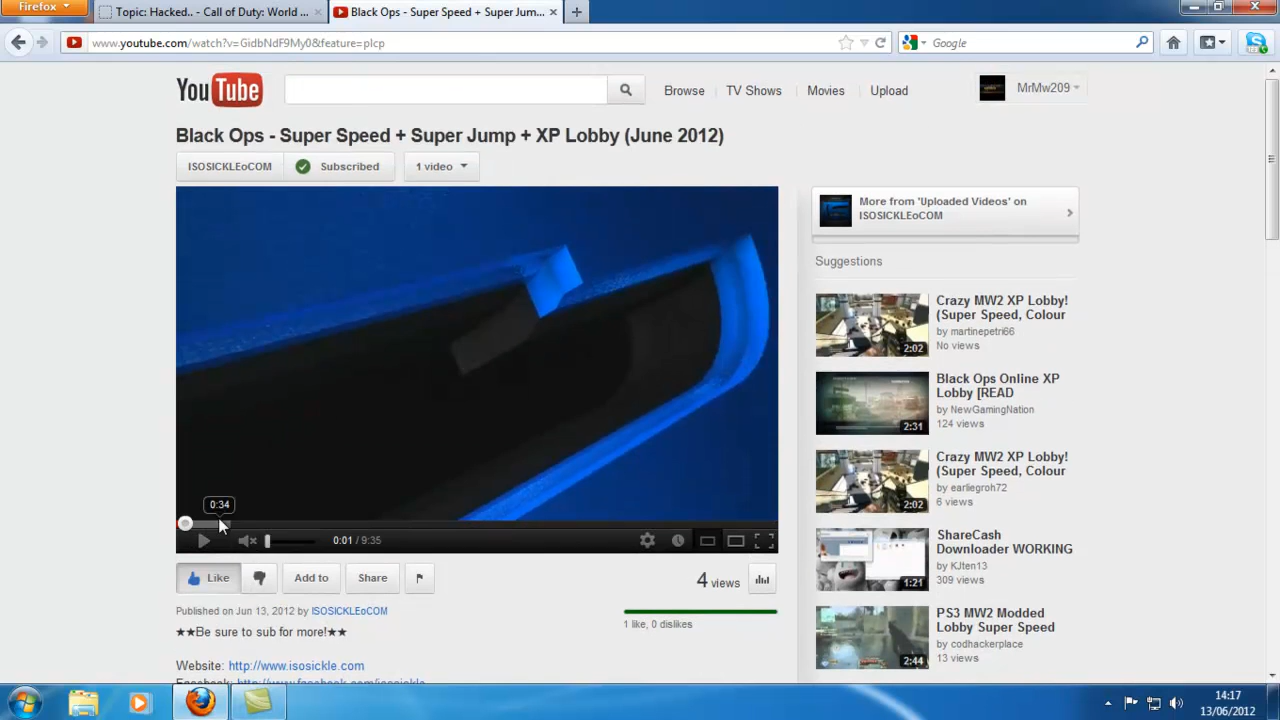 Firefox
Topic: Hacked.. - Call of Duty: World ...
Black Ops - Super Speed + Super Jum...
www.youtube.com/watch?v=GidbNdF9My0&feature=plcp
Google
YouTube
Browse
TV Shows
Movies
Upload
MrMw209
Black Ops - Super Speed + Super Jump + XP Lobby (June 2012)
ISOSICKLEoCOM
Subscribed
1 video
More from 'Uploaded Videos' on
ISOSICKLEoCOM
Suggestions
Crazy MW2 XP Lobby!
(Super Speed, Colour
by martinepetri66
No views
2:02
Black Ops Online XP
Lobby [READ
by NewGamingNation
124 views
2:31
Crazy MW2 XP Lobby!
(Super Speed, Colour
by earliegroh72
6 views
2:02
ShareCash
Downloader WORKING
by KJten13
309 views
1:21
PS3 MW2 Modded
Lobby Super Speed
by codhackerplace
13 views
2:44
0:34
0:01 / 9:35
Like
Add to
Share
4 views
Published on Jun 13, 2012 by ISOSICKLEoCOM
1 like, 0 dislikes
★★Be sure to sub for more!★★
Website: http://www.isosickle.com
Facebook: http://www.facebook.com/isosickle
14:17
13/06/2012